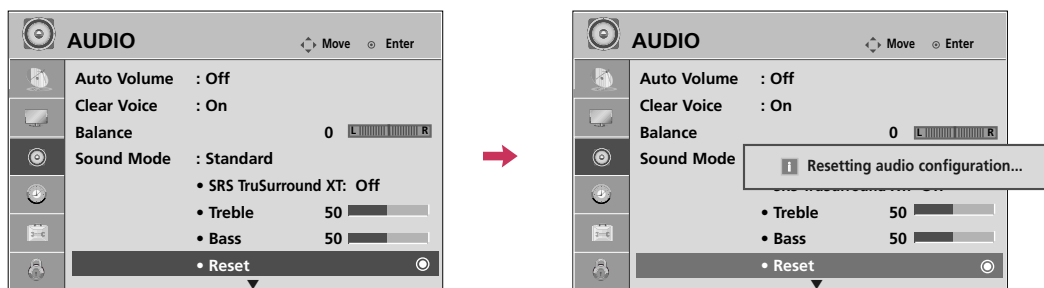 AUDIO Move Enter
Auto Volume : Off
Clear Voice : On
Balance 0 L R
Sound Mode : Standard
• SRS TruSurround XT: Off
• Treble 50
• Bass 50
• Reset
AUDIO Move Enter
Auto Volume : Off
Clear Voice : On
Balance 0 L R
Sound Mode
i Resetting audio configuration...
• Treble 50
• Bass 50
• Reset